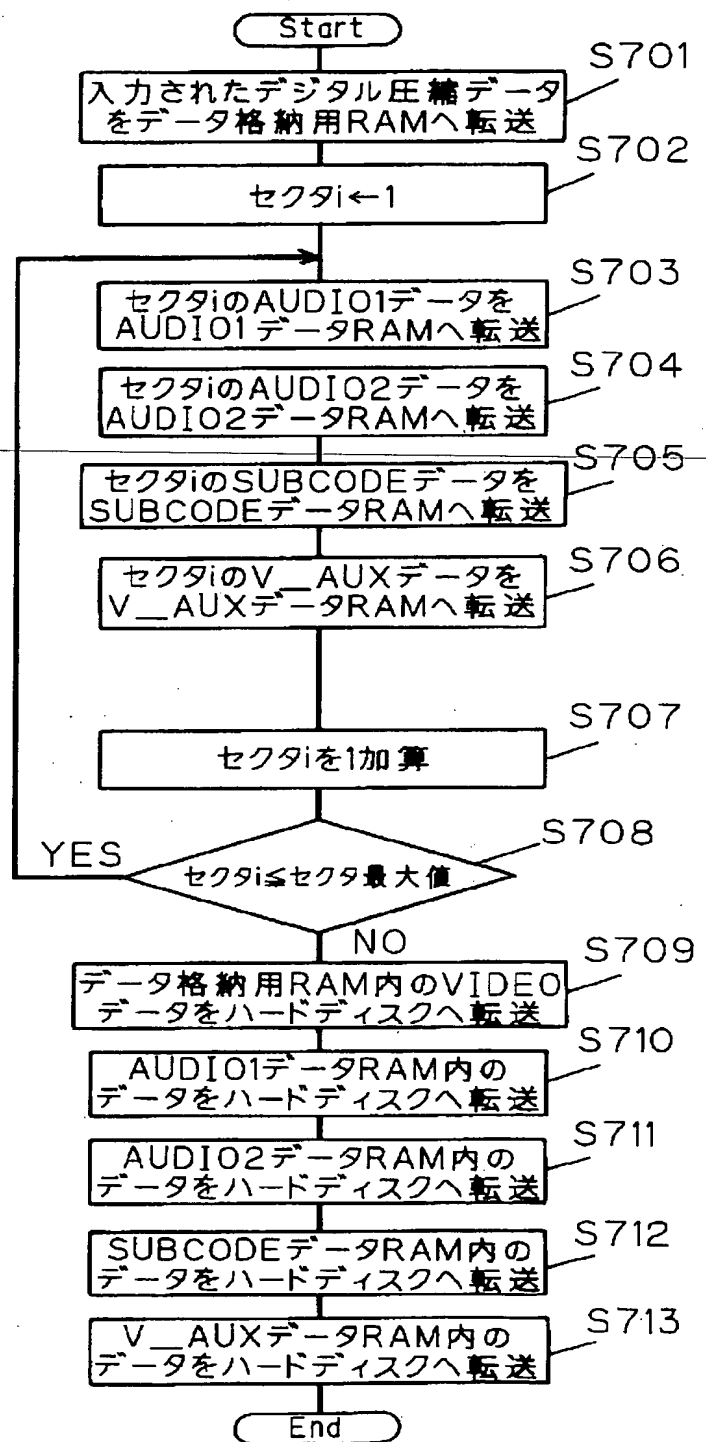 Start
S701
入力されたデジタル圧縮データ
をデータ格納用RAMへ転送
S702
セクタi←1
S703
セクタiのAUDIO1データを
AUDIO1データRAMへ転送
S704
セクタiのAUDIO2データを
AUDIO2データRAMへ転送
S705
セクタiのSUBCODEデータを
SUBCODEデータRAMへ転送
S706
セクタiのV__AUXデータを
V__AUXデータRAMへ転送
S707
セクタiを1加算
S708
YES
セクタi≦セクタ最大値
NO
S709
データ格納用RAM内のVIDEO
データをハードディスクへ転送
S710
AUDIO1データRAM内の
データをハードディスクへ転送
S711
AUDIO2データRAM内の
データをハードディスクへ転送
S712
SUBCODEデータRAM内の
データをハードディスクへ転送
S713
V__AUXデータRAM内の
データをハードディスクへ転送
End